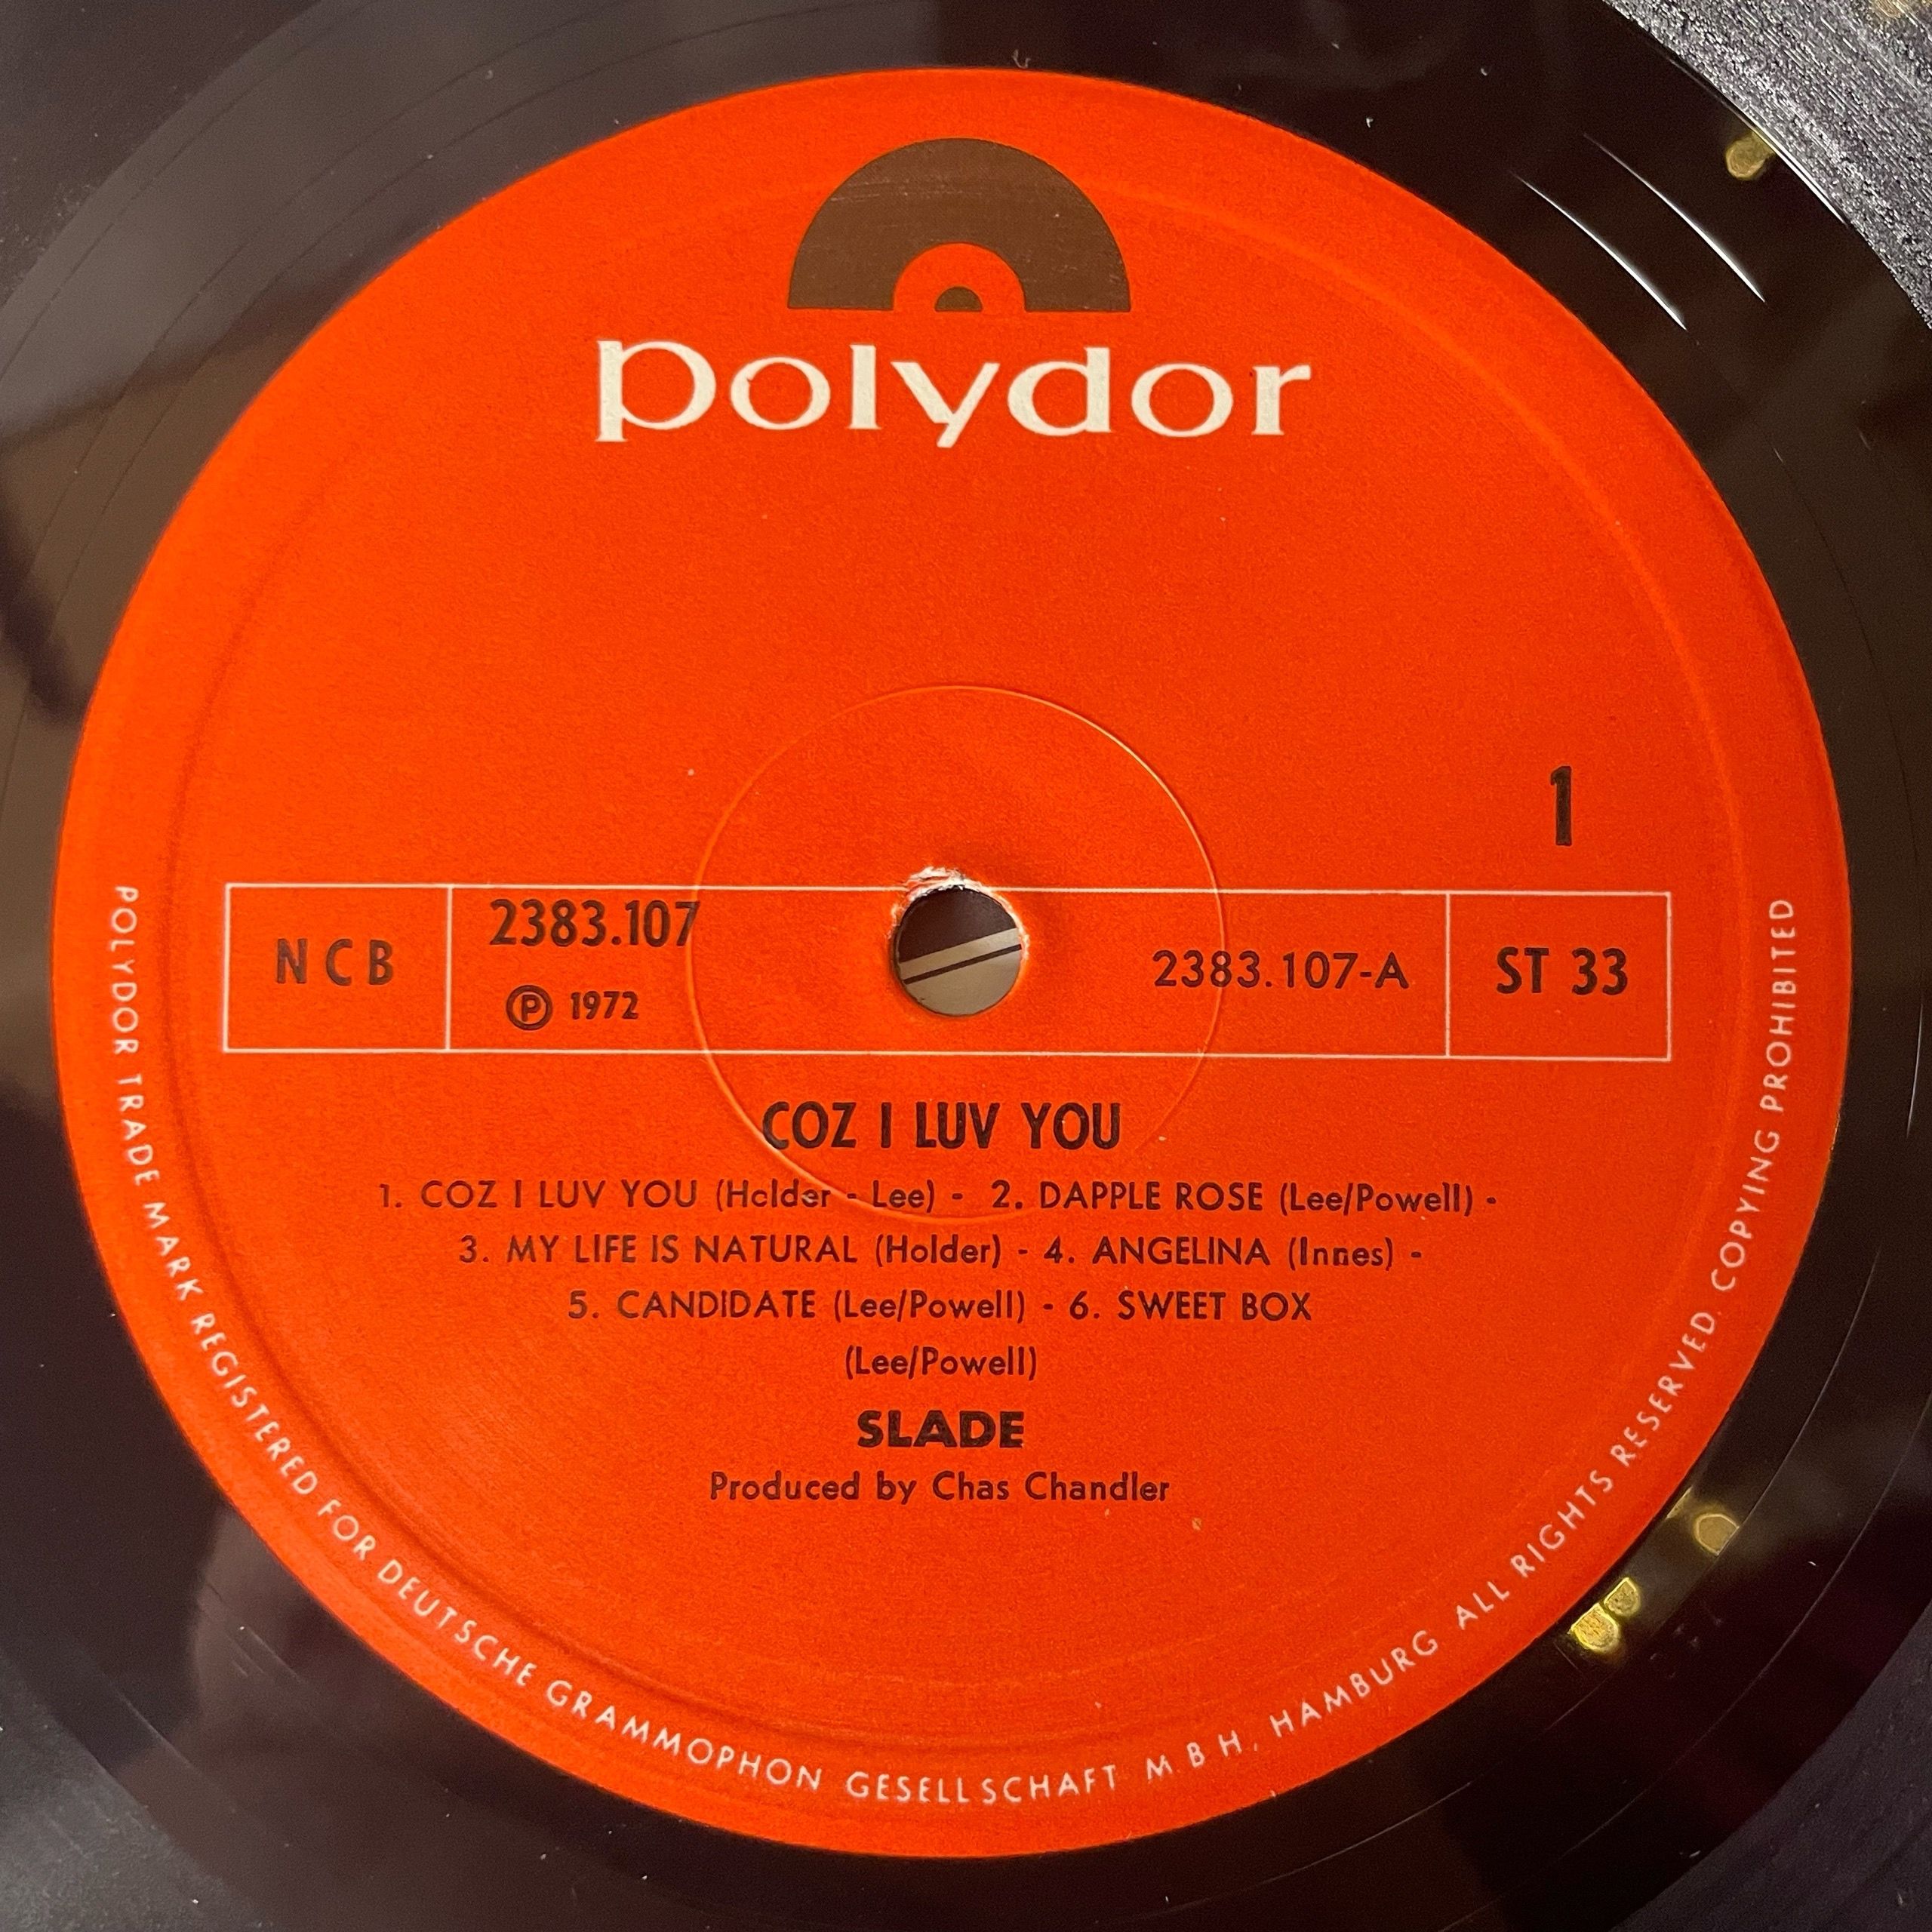 polydor
1
NCB
2383.107
Ⓟ 1972
2383.107-A
ST 33
COZ I LUV YOU
1. COZ I LUV YOU (Holder - Lee) - 2. DAPPLE ROSE (Lee/Powell) -
3. MY LIFE IS NATURAL (Holder) - 4. ANGELINA (Innes) -
5. CANDIDATE (Lee/Powell) - 6. SWEET BOX
(Lee/Powell)
SLADE
Produced by Chas Chandler
POLYDOR TRADE MARK REGISTERED FOR DEUTSCHE GRAMMOPHON GESELLSCHAFT M.B.H. HAMBURG ALL RIGHTS RESERVED. COPYING PROHIBITED